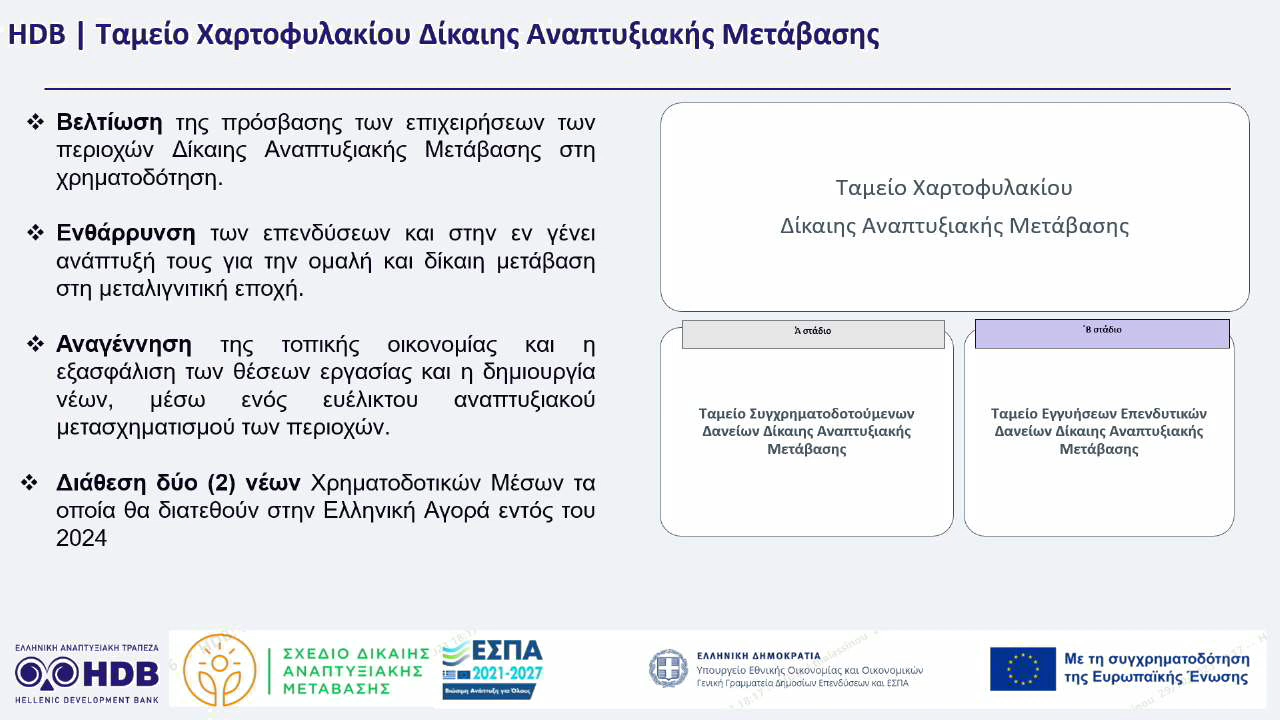 HDB | Ταμείο Χαρτοφυλακίου Δίκαιης Αναπτυξιακής Μετάβασης
❖ Βελτίωση της πρόσβασης των επιχειρήσεων των
περιοχών Δίκαιης Αναπτυξιακής Μετάβασης στη
χρηματοδότηση.
❖ Ενθάρρυνση των επενδύσεων και στην εν γένει
ανάπτυξή τους για την ομαλή και δίκαιη μετάβαση
στη μεταλιγνιτική εποχή.
❖ Αναγέννηση της τοπικής οικονομίας και η
εξασφάλιση των θέσεων εργασίας και η δημιουργία
νέων, μέσω ενός ευέλικτου αναπτυξιακού
μετασχηματισμού των περιοχών.
❖ Διάθεση δύο (2) νέων Χρηματοδοτικών Μέσων τα
οποία θα διατεθούν στην Ελληνική Αγορά εντός του
2024
Ταμείο Χαρτοφυλακίου
Δίκαιης Αναπτυξιακής Μετάβασης
Ά στάδιο
Ταμείο Συγχρηματοδοτούμενων
Δανείων Δίκαιης Αναπτυξιακής
Μετάβασης
΄Β στάδιο
Ταμείο Εγγυήσεων Επενδυτικών
Δανείων Δίκαιης Αναπτυξιακής
Μετάβασης
ΕΛΛΗΝΙΚΗ ΑΝΑΠΤΥΞΙΑΚΗ ΤΡΑΠΕΖΑ
HDB
HELLENIC DEVELOPMENT BANK
ΣΧΕΔΙΟ ΔΙΚΑΙΗΣ
ΑΝΑΠΤΥΞΙΑΚΗΣ
ΜΕΤΑΒΑΣΗΣ
ΕΣΠΑ
2021-2027
Βιώσιμη Ανάπτυξη για Όλους
ΕΛΛΗΝΙΚΗ ΔΗΜΟΚΡΑΤΙΑ
Υπουργείο Εθνικής Οικονομίας και Οικονομικών
Γενική Γραμματεία Δημοσίων Επενδύσεων και ΕΣΠΑ
Με τη συγχρηματοδότηση
της Ευρωπαϊκής Ένωσης